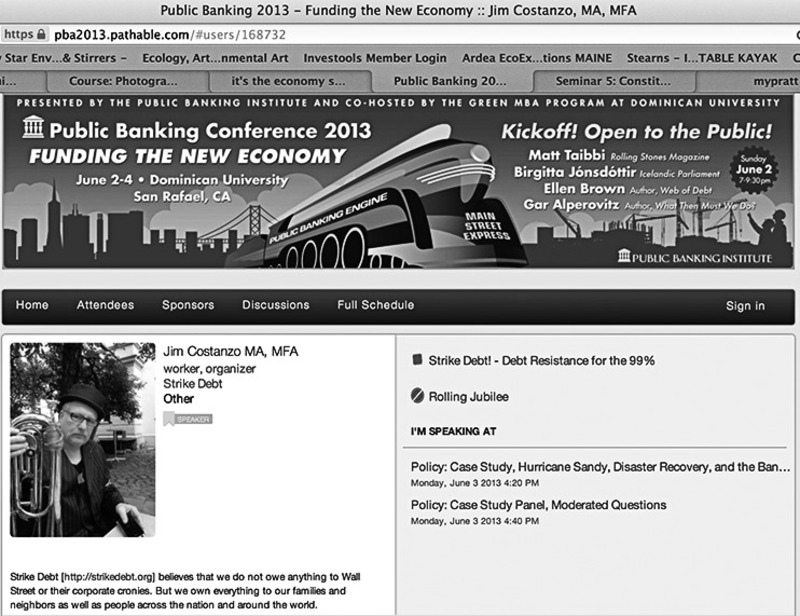 Public Banking 2013 – Funding the New Economy :: Jim Costanzo, MA, MFA
https pba2013.pathable.com/#users/168732
y Star Env...& Stirrers – Ecology, Art...nmental Art Investools Member Login Ardea EcoEx...tions MAINE Stearns – I...TABLE KAYAK
ni... Course: Photogra... it's the economy s... Public Banking 20... Seminar 5: Constit... mypratt
PRESENTED BY THE PUBLIC BANKING INSTITUTE AND CO-HOSTED BY THE GREEN MBA PROGRAM AT DOMINICAN UNIVERSITY
Public Banking Conference 2013
FUNDING THE NEW ECONOMY
June 2-4 • Dominican University
San Rafael, CA
PUBLIC BANKING ENGINE
MAIN
STREET
EXPRESS
Kickoff! Open to the Public!
Matt Taibbi Rolling Stones Magazine
Birgitta Jónsdóttir Icelandic Parliament
Ellen Brown Author, Web of Debt
Gar Alperovitz Author, What Then Must We Do?
Sunday
June 2
7-9:30 pm
PUBLIC BANKING INSTITUTE
Home Attendees Sponsors Discussions Full Schedule Sign in
Jim Costanzo MA, MFA
worker, organizer
Strike Debt
Other
SPEAKER
Strike Debt [http://strikedebt.org] believes that we do not owe anything to Wall
Street or their corporate cronies. But we own everything to our families and
neighbors as well as people across the nation and around the world.
Strike Debt! - Debt Resistance for the 99%
Rolling Jubilee
I'M SPEAKING AT
Policy: Case Study, Hurricane Sandy, Disaster Recovery, and the Ban...
Monday, June 3 2013 4:20 PM
Policy: Case Study Panel, Moderated Questions
Monday, June 3 2013 4:40 PM